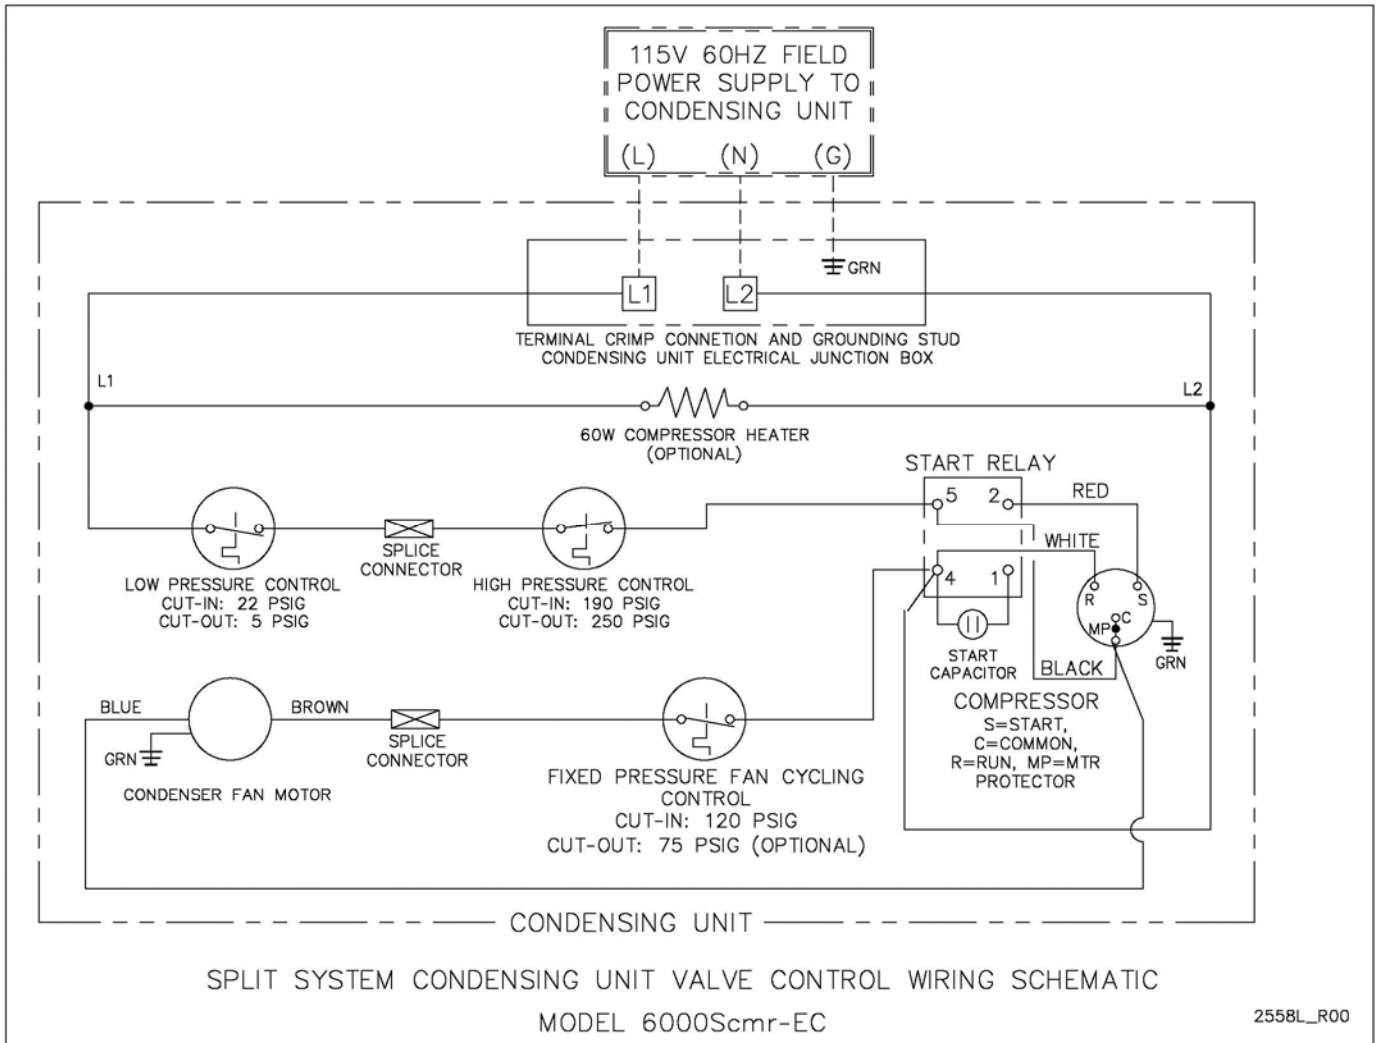 115V 60HZ FIELD
POWER SUPPLY TO
CONDENSING UNIT
(L) (N) (G)
GRN
L1 L2
TERMINAL CRIMP CONNETION AND GROUNDING STUD
CONDENSING UNIT ELECTRICAL JUNCTION BOX
L1
L2
60W COMPRESSOR HEATER
(OPTIONAL)
START RELAY
5 2
RED
WHITE
4 1
SPLICE
CONNECTOR
LOW PRESSURE CONTROL
CUT-IN: 22 PSIG
CUT-OUT: 5 PSIG
HIGH PRESSURE CONTROL
CUT-IN: 190 PSIG
CUT-OUT: 250 PSIG
R S
C
MP
GRN
START
CAPACITOR
BLACK
COMPRESSOR
S=START,
C=COMMON,
R=RUN, MP=MTR
PROTECTOR
BLUE
BROWN
GRN
SPLICE
CONNECTOR
CONDENSER FAN MOTOR
FIXED PRESSURE FAN CYCLING
CONTROL
CUT-IN: 120 PSIG
CUT-OUT: 75 PSIG (OPTIONAL)
CONDENSING UNIT
SPLIT SYSTEM CONDENSING UNIT VALVE CONTROL WIRING SCHEMATIC
MODEL 6000Scmr-EC
2558L_R00